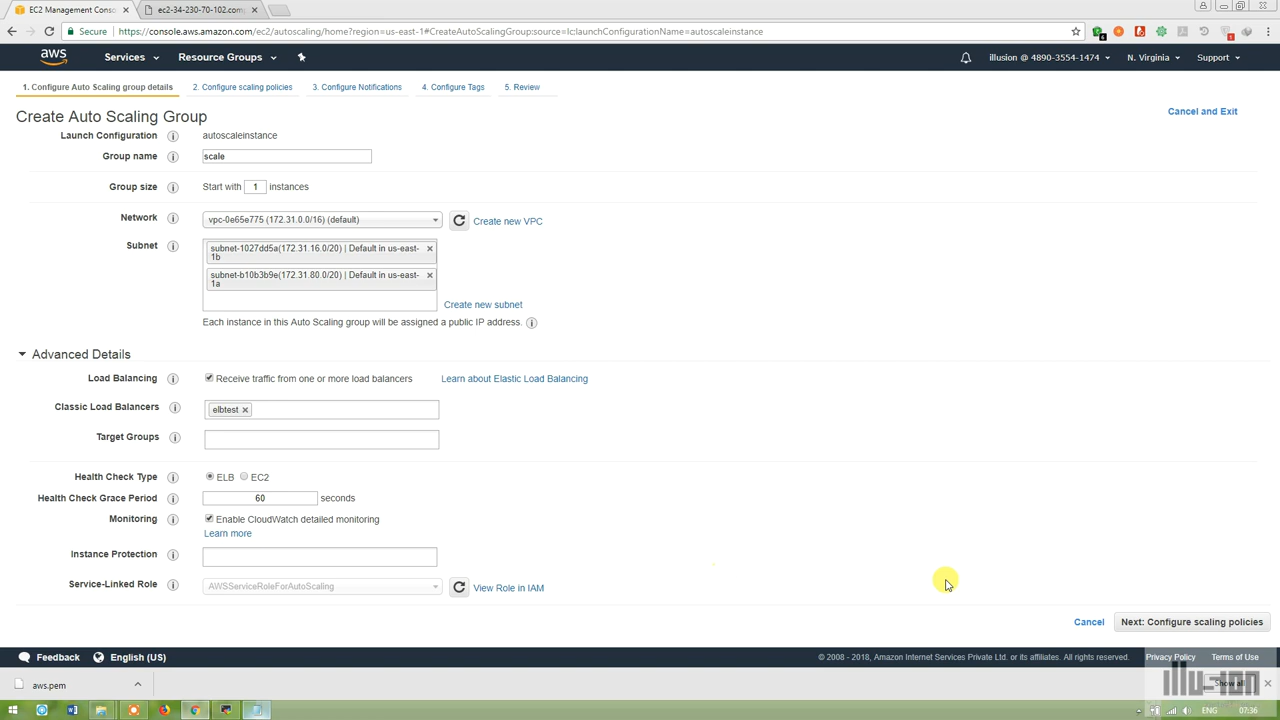 EC2 Management Conso
ec2-34-230-70-102.com
Secure
https://console.aws.amazon.com/ec2/autoscaling/home?region=us-east-1#CreateAutoScalingGroup:source=lc;launchConfigurationName=autoscaleinstance
aws
Services
Resource Groups
illusion @ 4890-3554-1474
N. Virginia
Support
1. Configure Auto Scaling group details
2. Configure scaling policies
3. Configure Notifications
4. Configure Tags
5. Review
Create Auto Scaling Group
Cancel and Exit
Launch Configuration
autoscaleinstance
Group name
scale
Group size
Start with 1 instances
Network
vpc-0e65e775 (172.31.0.0/16) (default)
Create new VPC
Subnet
subnet-1027dd5a(172.31.16.0/20) | Default in us-east-
1b
subnet-b10b3b9e(172.31.80.0/20) | Default in us-east-
1a
Create new subnet
Each instance in this Auto Scaling group will be assigned a public IP address.
Advanced Details
Load Balancing
Receive traffic from one or more load balancers
Learn about Elastic Load Balancing
Classic Load Balancers
elbtest
Target Groups
Health Check Type
ELB
EC2
Health Check Grace Period
60 seconds
Monitoring
Enable CloudWatch detailed monitoring
Learn more
Instance Protection
Service-Linked Role
AWSServiceRoleForAutoScaling
View Role in IAM
Cancel
Next: Configure scaling policies
Feedback
English (US)
© 2008 - 2018, Amazon Internet Services Private Ltd. or its affiliates. All rights reserved.
Privacy Policy
Terms of Use
aws.pem
Show all
ENG
07:36